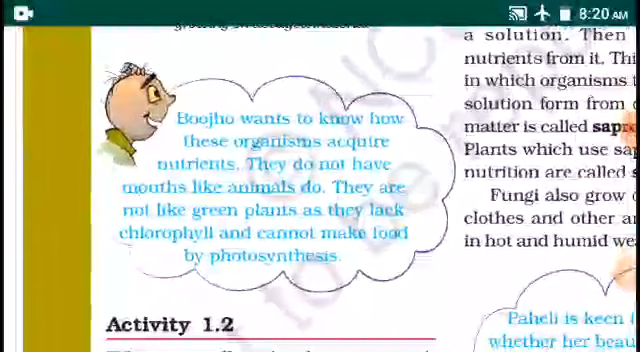 8:20 AM
Boojho wants to know how
these organisms acquire
nutrients. They do not have
mouths like animals do. They are
not like green plants as they lack
chlorophyll and cannot make food
by photosynthesis.
Activity 1.2
a solution. Then
nutrients from it. Thi
in which organisms t
solution form from
matter is called sapro
Plants which use sap
nutrition are called s
Fungi also grow
clothes and other a
in hot and humid we
Paheli is keen
whether her beau